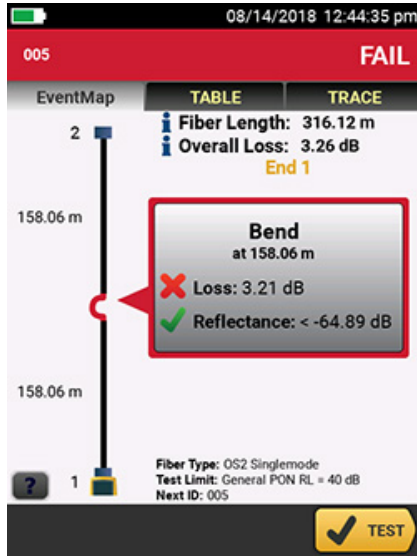 08/14/2018 12:44:35 pm
005 FAIL
EventMap TABLE TRACE
2
Fiber Length: 316.12 m
Overall Loss: 3.26 dB
End 1
158.06 m
Bend
at 158.06 m
Loss: 3.21 dB
Reflectance: < -64.89 dB
158.06 m
Fiber Type: OS2 Singlemode
Test Limit: General PON RL = 40 dB
Next ID: 005
? 1
TEST